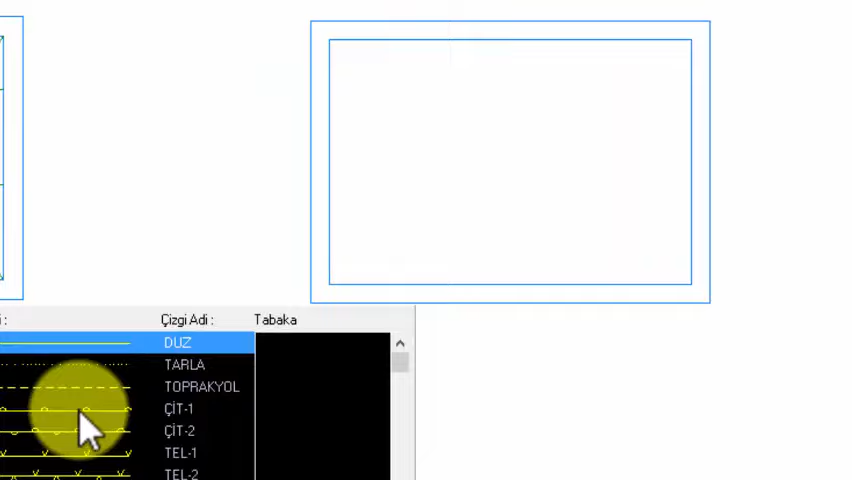 i : Çizgi Adi : Tabaka
DUZ
TARLA
TOPRAKYOL
ÇİT-1
ÇİT-2
TEL-1
TEL-2